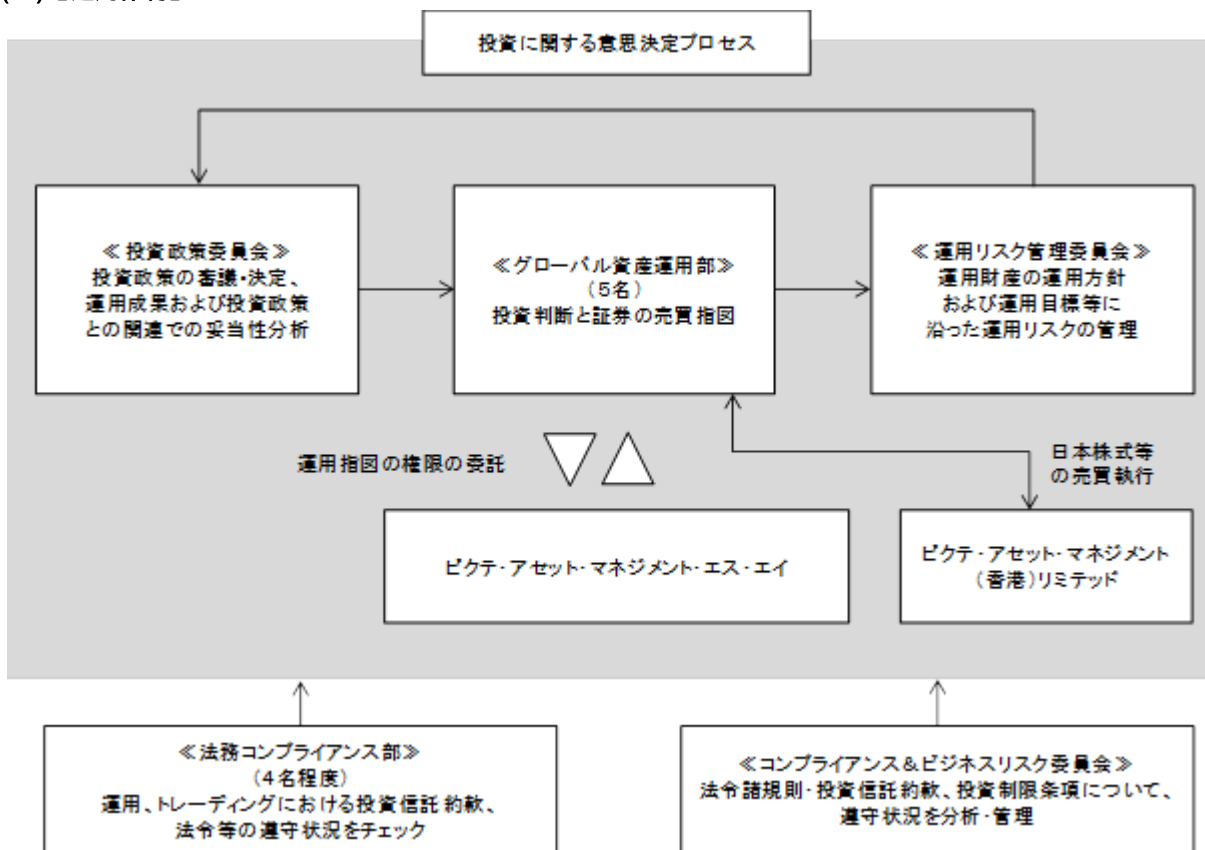 投資に関する意思決定プロセス
≪投資政策委員会≫
投資政策の審議・決定、
運用成果および投資政策
との関連での妥当性分析
≪グローバル資産運用部≫
(5名)
投資判断と証券の売買指図
≪運用リスク管理委員会≫
運用財産の運用方針
および運用目標等に
沿った運用リスクの管理
運用指図の権限の委託
日本株式等
の売買執行
ピクテ・アセット・マネジメント・エス・エイ
ピクテ・アセット・マネジメント
(香港)リミテッド
≪法務コンプライアンス部≫
(4名程度)
運用、トレーディングにおける投資信託約款、
法令等の遵守状況をチェック
≪コンプライアンス&ビジネスリスク委員会≫
法令諸規則・投資信託約款、投資制限条項について、
遵守状況を分析・管理